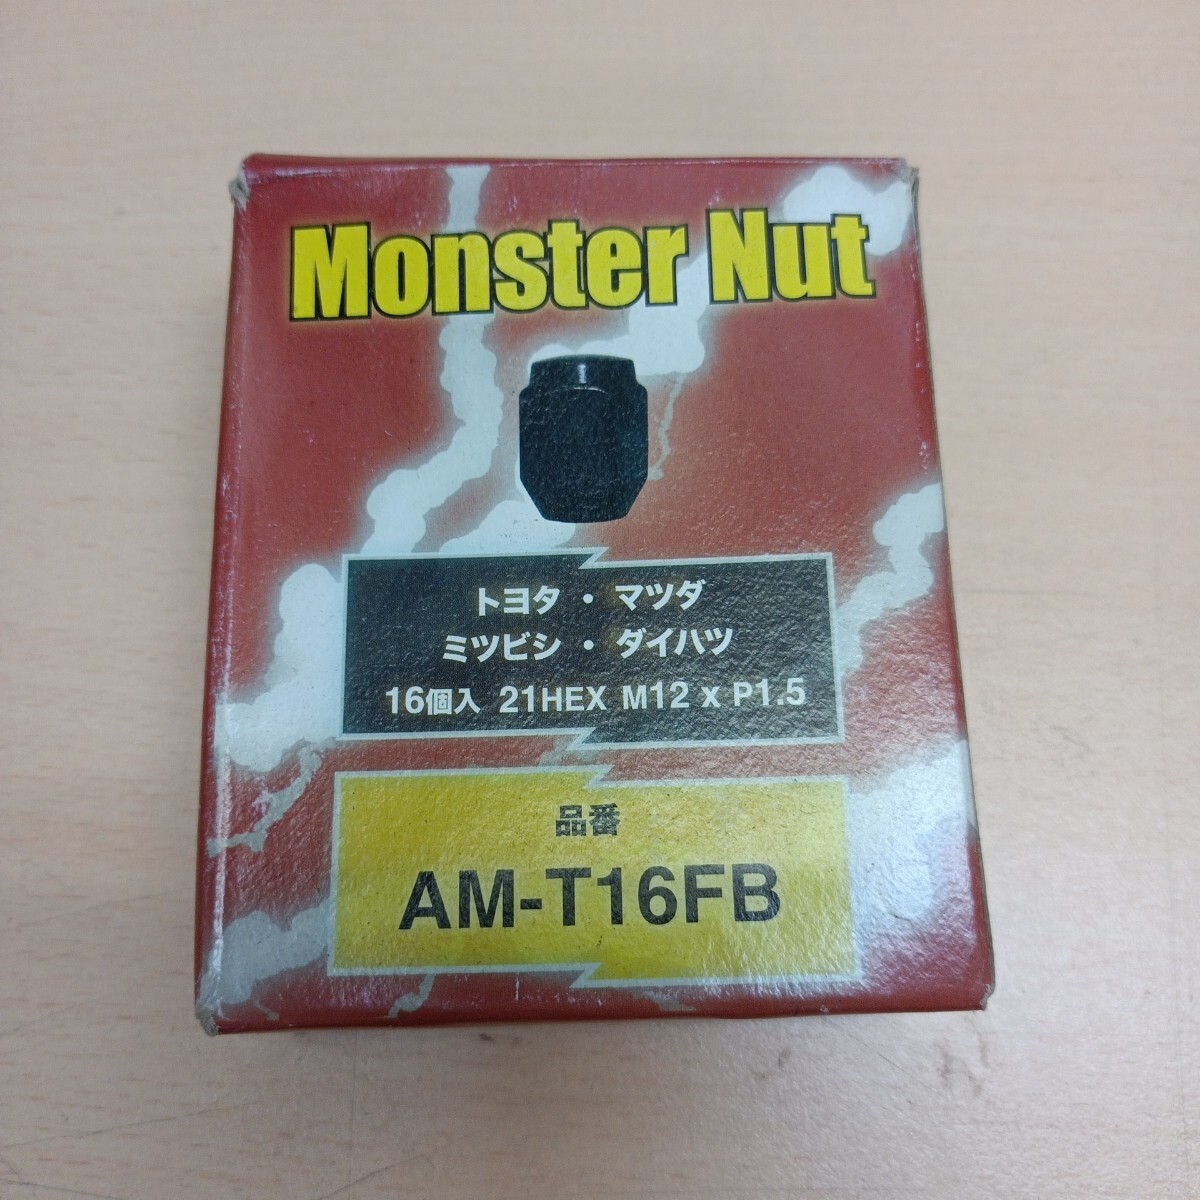 Monster Nut
トヨタ・マツダ
ミツビシ・ダイハツ
16個入 21HEX M12 x P1.5
品番
AM-T16FB